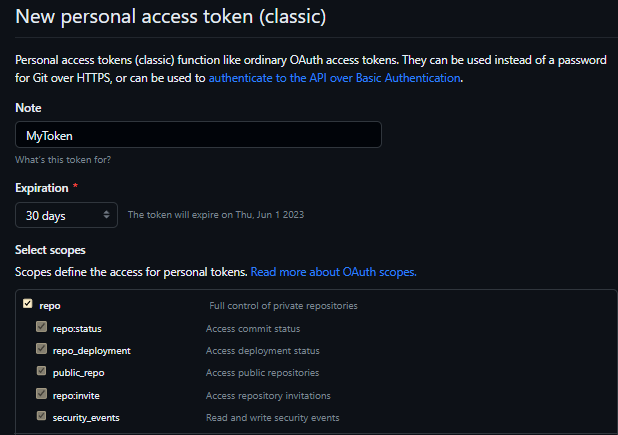 New personal access token (classic)
Personal access tokens (classic) function like ordinary OAuth access tokens. They can be used instead of a password
for Git over HTTPS, or can be used to authenticate to the API over Basic Authentication.
Note
MyToken
What's this token for?
Expiration *
30 days The token will expire on Thu, Jun 1 2023
Select scopes
Scopes define the access for personal tokens. Read more about OAuth scopes.
repo Full control of private repositories
repo:status Access commit status
repo_deployment Access deployment status
public_repo Access public repositories
repo:invite Access repository invitations
security_events Read and write security events